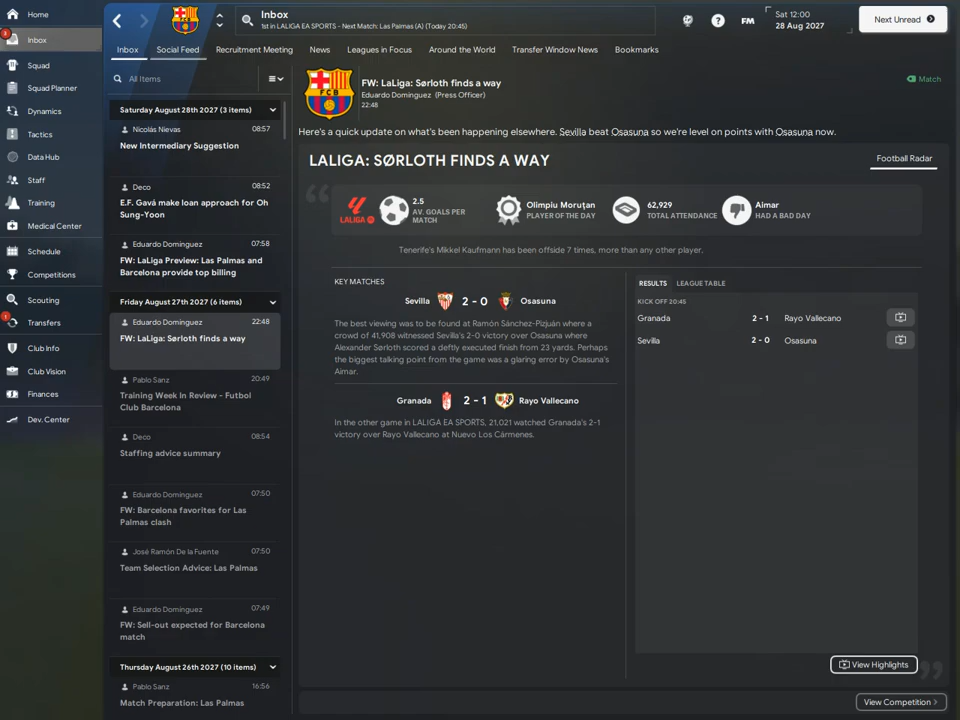 2
Home
Inbox
Squad
Squad Planner
Dynamics
Tactics
Data Hub
Staff
Training
Medical Center
Schedule
Competitions
Scouting
1
Transfers
Club Info
Club Vision
Finances
Dev. Center
Inbox
1st in LALIGA EA SPORTS - Next Match: Las Palmas (A) (Today 20:45)
?
FM
Sat 12:00
28 Aug 2027
Next Unread
Inbox
Social Feed
Recruitment Meeting
News
Leagues in Focus
Around the World
Transfer Window News
Bookmarks
All Items
Saturday August 28th 2027 (3 items)
Nicolás Nievas 08:57
New Intermediary Suggestion
Deco 08:52
E.F. Gavá make loan approach for Oh
Sung-Yoon
Eduardo Domínguez 07:58
FW: LaLiga Preview: Las Palmas and
Barcelona provide top billing
Friday August 27th 2027 (6 items)
Eduardo Domínguez 22:48
FW: LaLiga: Sørloth finds a way
Pablo Sanz 20:49
Training Week In Review - Futbol
Club Barcelona
Deco 08:54
Staffing advice summary
Eduardo Domínguez 07:50
FW: Barcelona favorites for Las
Palmas clash
José Ramón De la Fuente 07:50
Team Selection Advice: Las Palmas
Eduardo Domínguez 07:49
FW: Sell-out expected for Barcelona
match
Thursday August 26th 2027 (10 items)
Pablo Sanz 16:56
Match Preparation: Las Palmas
FCB
FW: LaLiga: Sørloth finds a way
Eduardo Domínguez (Press Officer)
22:48
Match
Here's a quick update on what's been happening elsewhere. Sevilla beat Osasuna so we're level on points with Osasuna now.
LALIGA: SØRLOTH FINDS A WAY
Football Radar
LALIGA
2.5
AV. GOALS PER
MATCH
Olimpiu Moruțan
PLAYER OF THE DAY
62,929
TOTAL ATTENDANCE
Aimar
HAD A BAD DAY
Tenerife's Mikkel Kaufmann has been offside 7 times, more than any other player.
KEY MATCHES
Sevilla 2 - 0 Osasuna
The best viewing was to be found at Ramón Sánchez-Pizjuán where a
crowd of 41,908 witnessed Sevilla's 2-0 victory over Osasuna where
Alexander Sørloth scored a deftly executed finish from 23 yards. Perhaps
the biggest talking point from the game was a glaring error by Osasuna's
Aimar.
Granada 2 - 1 Rayo Vallecano
In the other game in LALIGA EA SPORTS, 21,021 watched Granada's 2-1
victory over Rayo Vallecano at Nuevo Los Cármenes.
RESULTS
LEAGUE TABLE
KICK OFF 20:45
Granada 2 - 1 Rayo Vallecano
Sevilla 2 - 0 Osasuna
View Highlights
View Competition